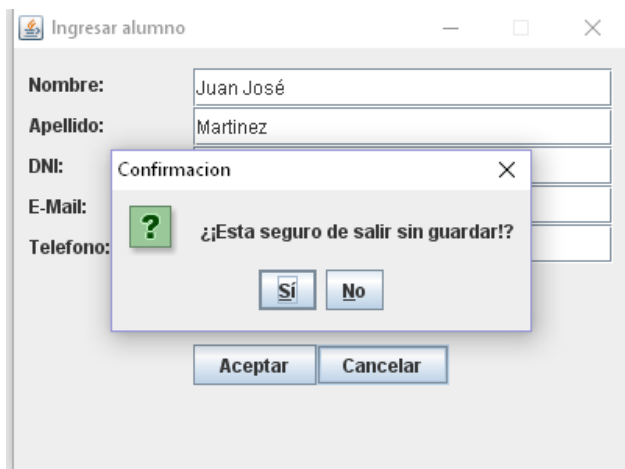 Ingresar alumno
Nombre: Juan José
Apellido: Martinez
DNI:
Confirmacion
E-Mail:
¿¡Esta seguro de salir sin guardar!?
Telefono:
Sí No
Aceptar Cancelar